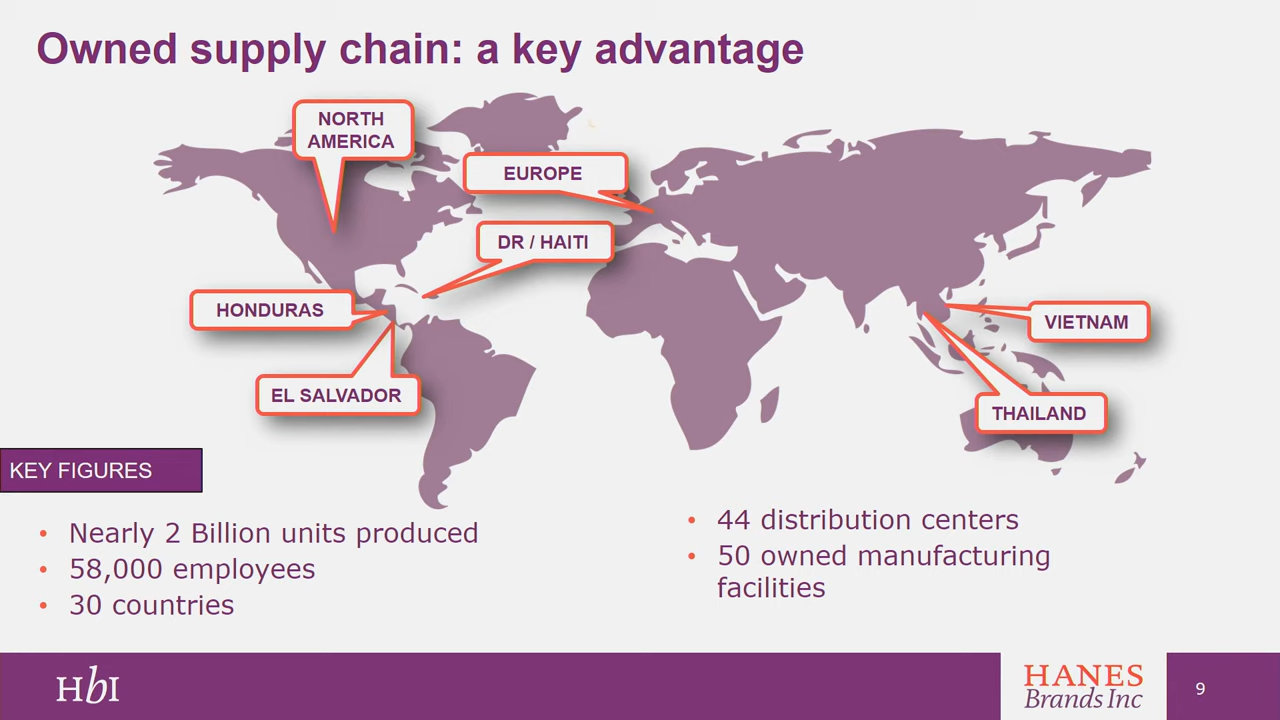 Owned supply chain: a key advantage
NORTH
AMERICA
EUROPE
DR / HAITI
HONDURAS
VIETNAM
EL SALVADOR
THAILAND
KEY FIGURES
• Nearly 2 Billion units produced
• 58,000 employees
• 30 countries
• 44 distribution centers
• 50 owned manufacturing
facilities
HbI
HANES
Brands Inc
9